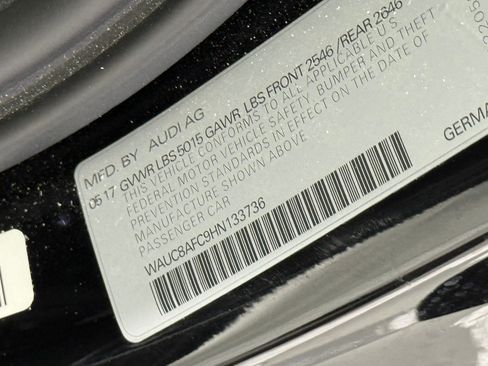 MFD. BY AUDI AG
05 17 GVWR LBS 5015 GAWR LBS FRONT 2546 / REAR 2646
THIS VEHICLE CONFORMS TO ALL APPLICABLE U.S.
FEDERAL MOTOR VEHICLE SAFETY, BUMPER AND THEFT
PREVENTION STANDARDS IN EFFECT ON THE DATE OF
MANUFACTURE SHOWN ABOVE.
PASSENGER CAR
WAUC8AFC9HN133736
GERMA